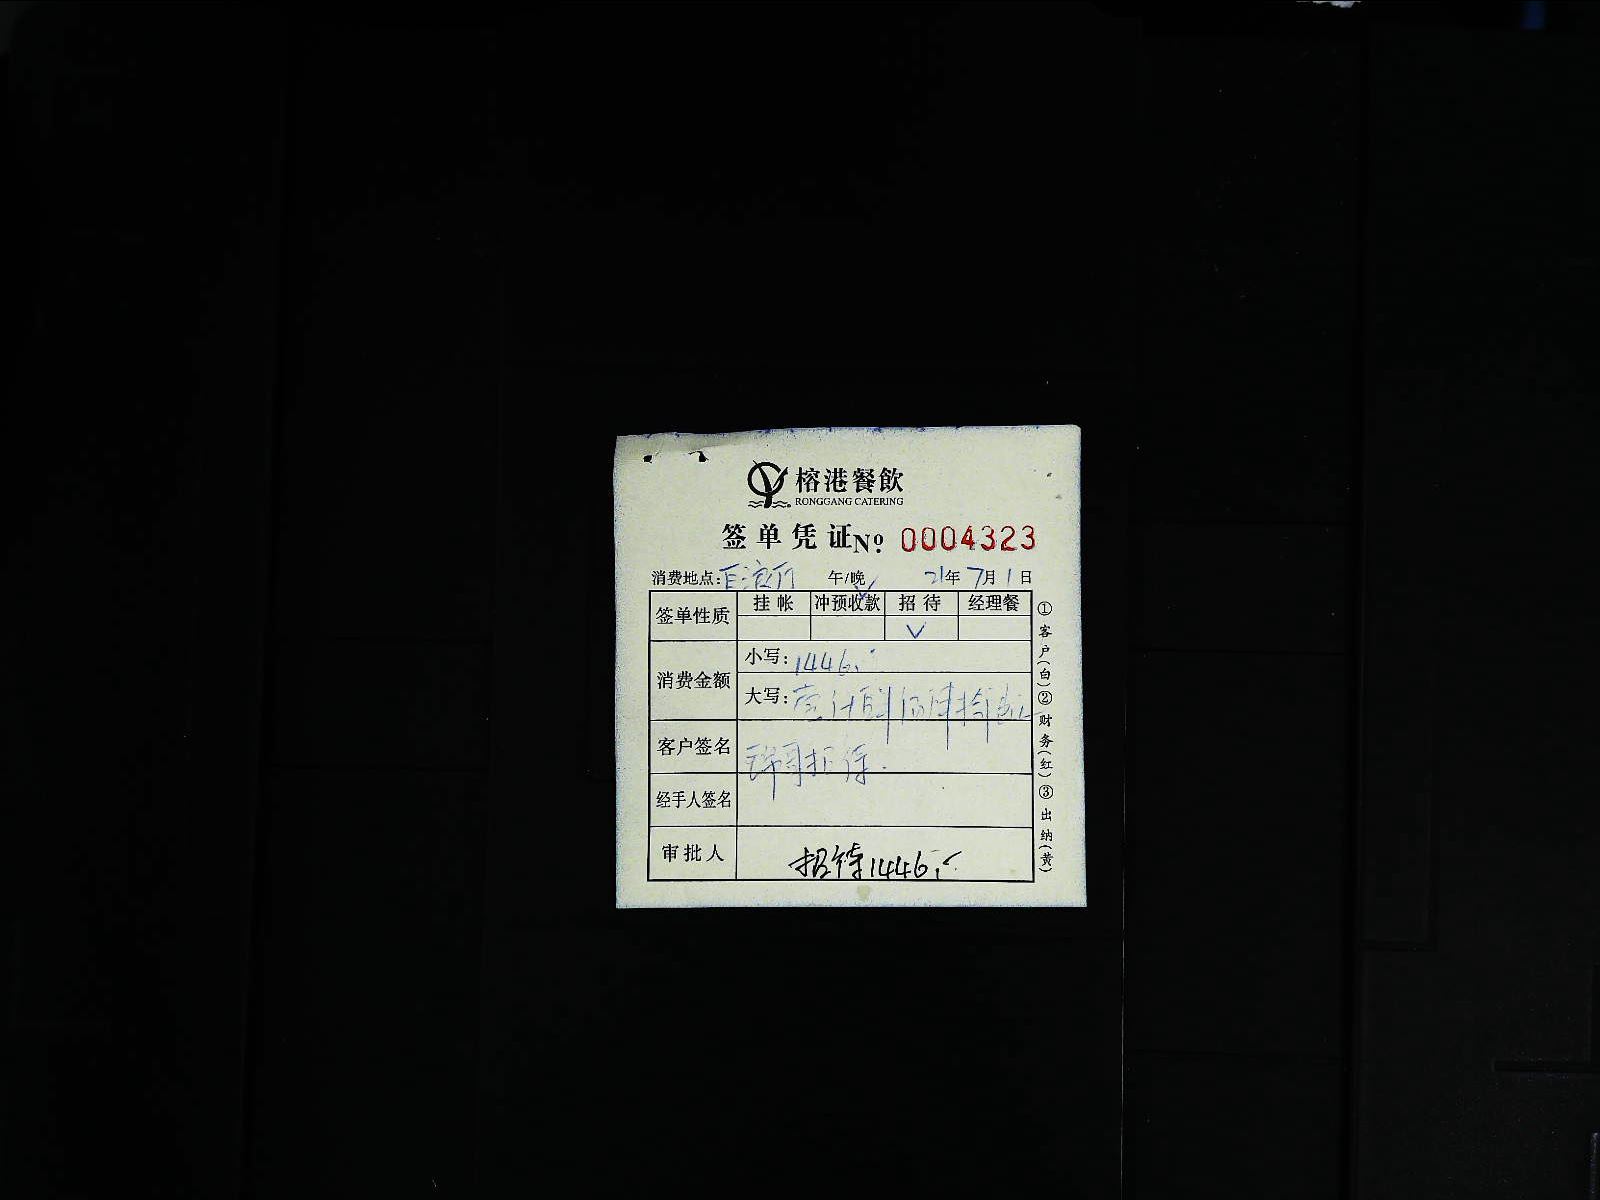 榕港餐飲
RONGGANG CATERING
签单凭证 No 0004323
消费地点: 午/晚 21年7月1日
签单性质 挂帐 冲预收款 招待 经理餐
√
消费金额 小写: 1446.
大写:
客户签名
经手人签名
审批人 招待1446.
①客户(白)②财务(红)③出纳(黄)